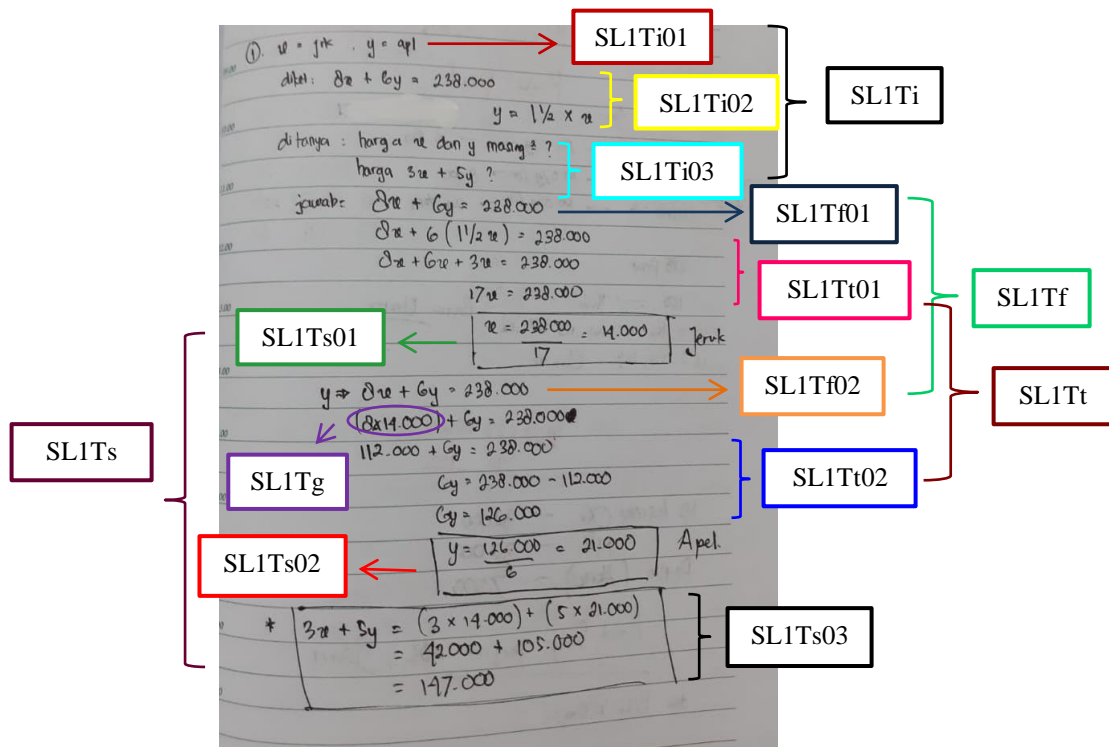 SL1Ti01
①. x = jrk . y = apl
SL1Ti
diket: 8x + 6y = 238.000
SL1Ti02
y = 1 1/2 × x
ditanya : harga x dan y masing² ?
SL1Ti03
harga 3x + 5y ?
jawab = 8x + 6y = 238.000
SL1Tf01
8x + 6 (1 1/2 x) = 238.000
8x + 6x + 3x = 238.000
SL1Tt01
SL1Tf
17x = 238.000
SL1Ts01
x = 238.000 / 17 = 14.000 Jeruk
y ⇒ 8x + 6y = 238.000
SL1Tf02
SL1Tt
(8x14.000) + 6y = 238.000
SL1Ts
112.000 + 6y = 238.000
SL1Tg
6y = 238.000 - 112.000
SL1Tt02
6y = 126.000
SL1Ts02
y = 126.000 / 6 = 21.000 Apel.
* 3x + 5y = (3 × 14.000) + (5 × 21.000)
SL1Ts03
= 42.000 + 105.000
= 147.000